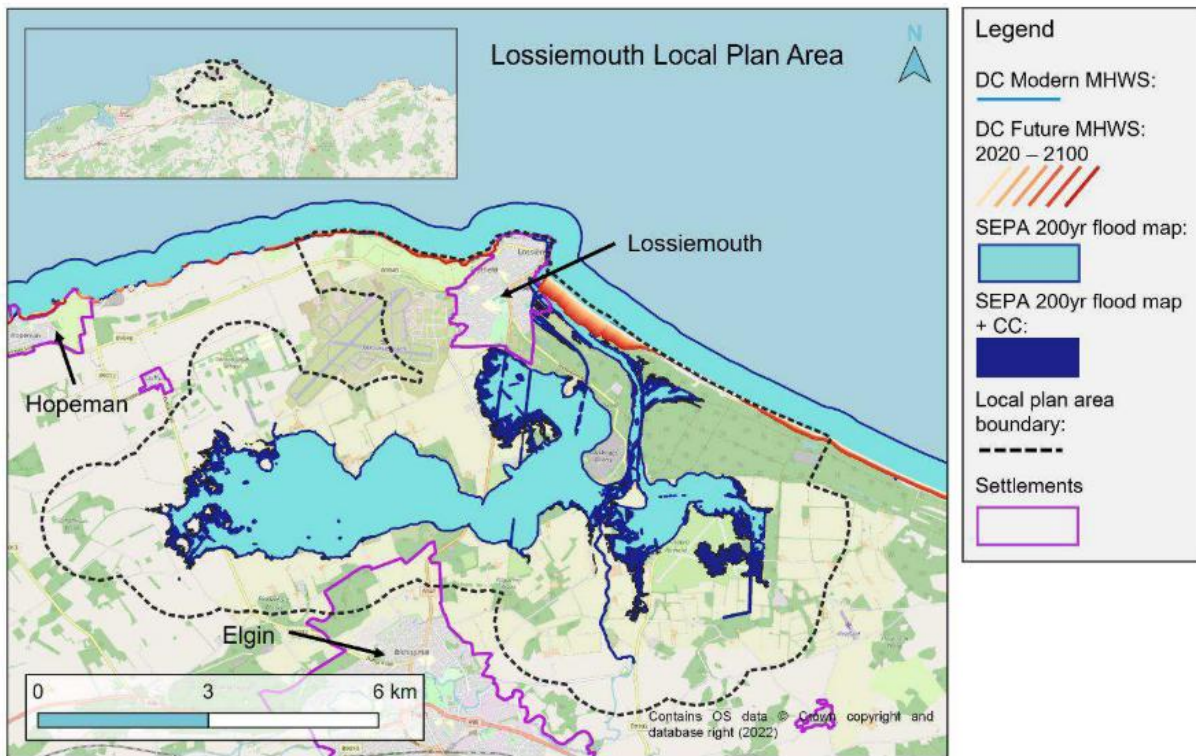 Lossiemouth Local Plan Area
N
Lossiemouth
Hopeman
Elgin
0 3 6 km
Contains OS data © Crown copyright and
database right (2022)
Legend
DC Modern MHWS:
DC Future MHWS:
2020 – 2100
SEPA 200yr flood map:
SEPA 200yr flood map
+ CC:
Local plan area
boundary:
Settlements